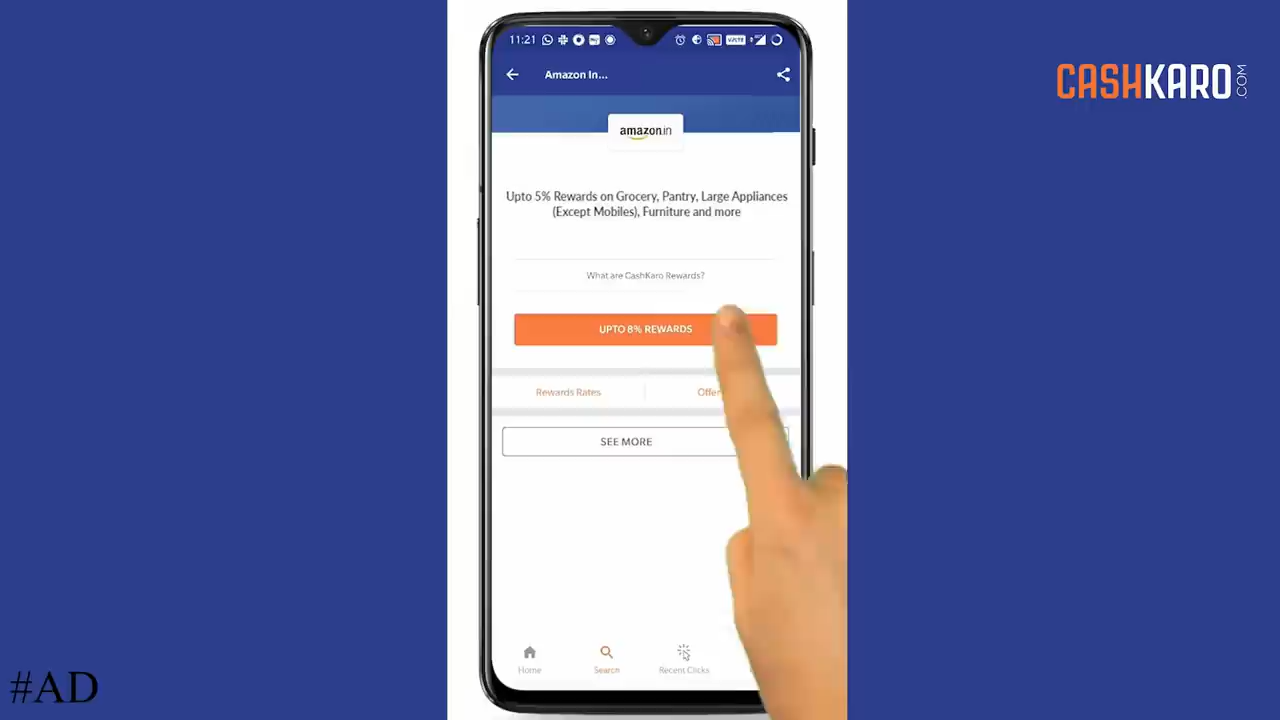 11:21
Amazon In...
CASHKARO.COM
amazon.in
Upto 5% Rewards on Grocery, Pantry, Large Appliances
(Except Mobiles), Furniture and more
What are CashKaro Rewards?
UPTO 8% REWARDS
Rewards Rates
Offer
SEE MORE
Home
Search
Recent Clicks
#AD